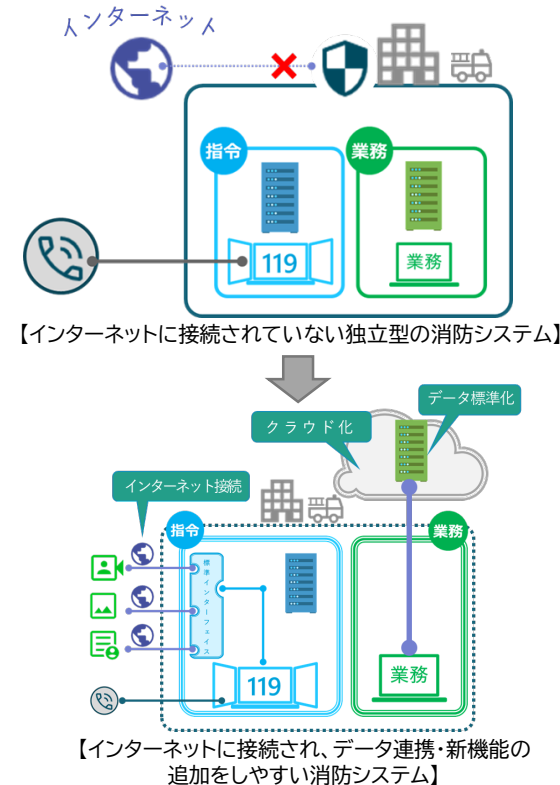 インターネット
指令
業務
119
業務
【インターネットに接続されていない独立型の消防システム】
データ標準化
クラウド化
インターネット接続
指令
業務
標準インターフェイス
119
業務
【インターネットに接続され、データ連携・新機能の
追加をしやすい消防システム】